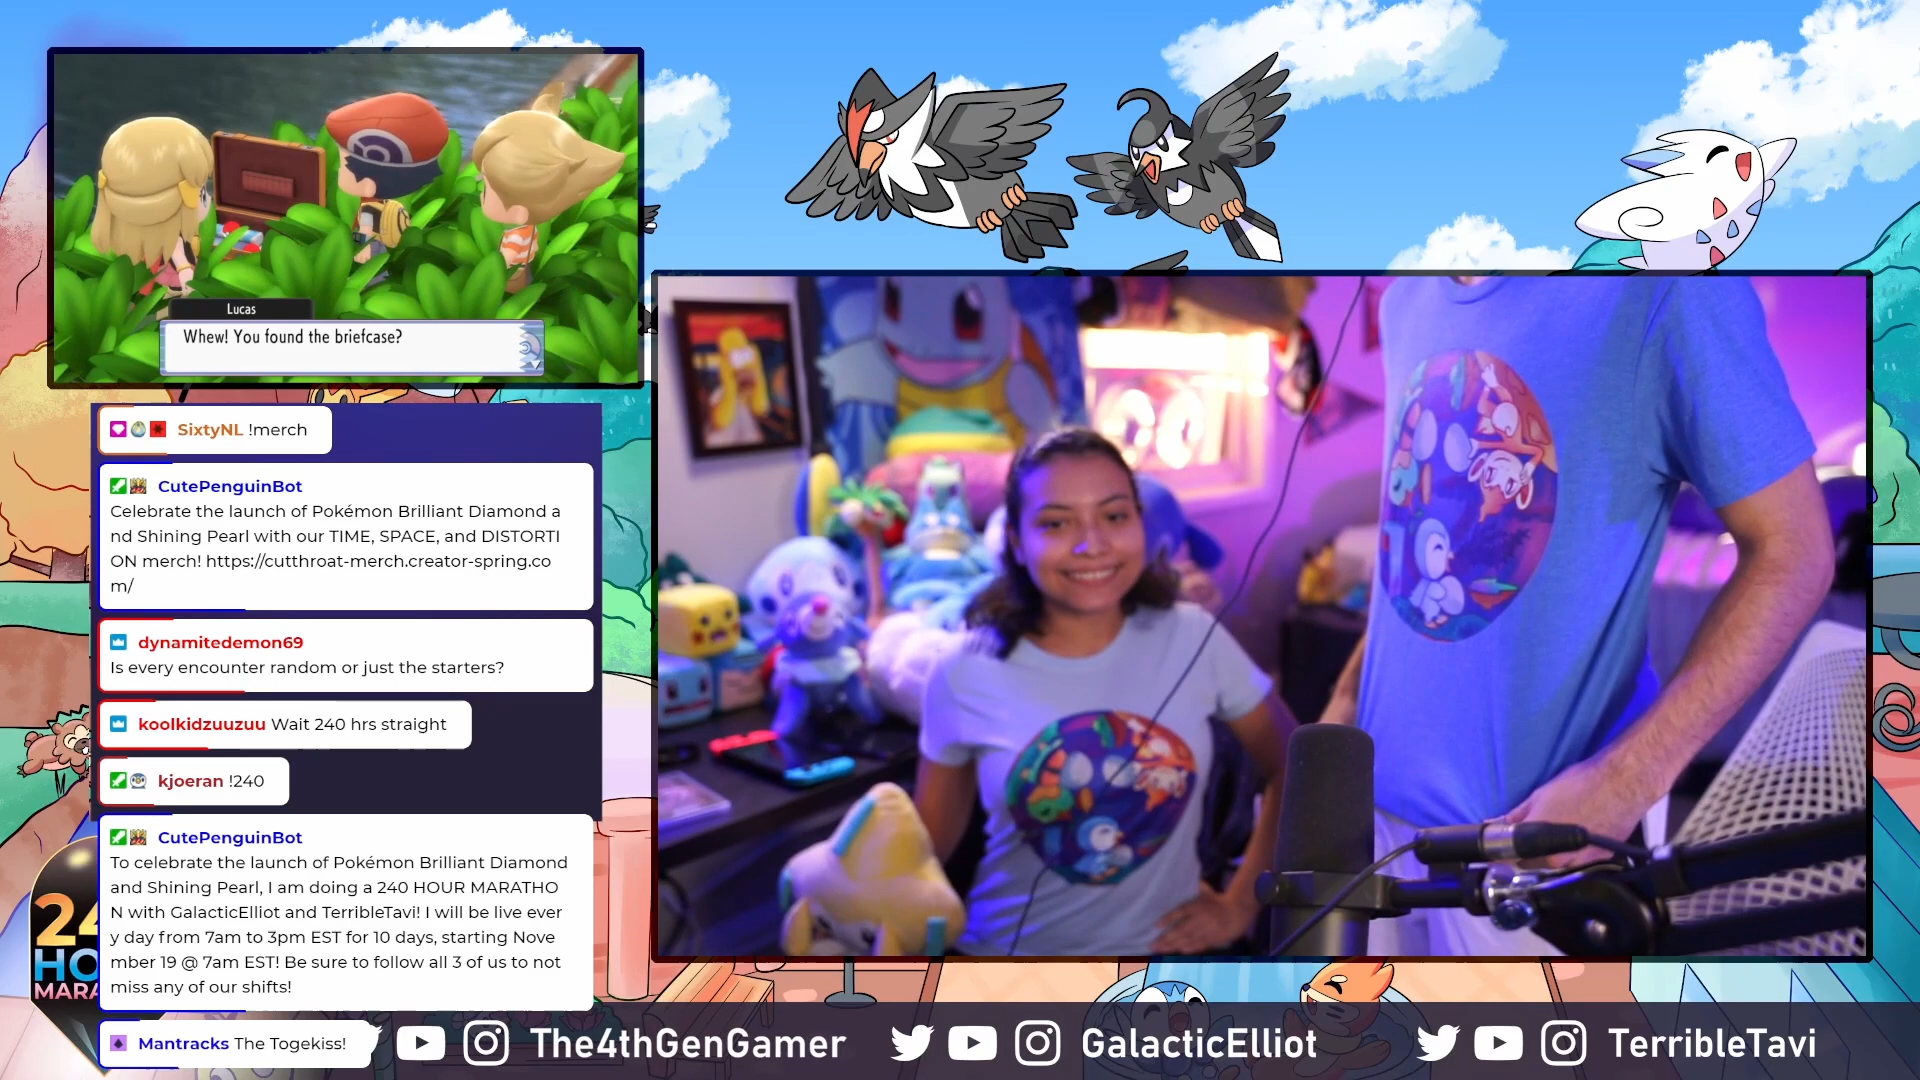 Lucas
Whew! You found the briefcase?
SixtyNL !merch
CutePenguinBot
Celebrate the launch of Pokémon Brilliant Diamond a
nd Shining Pearl with our TIME, SPACE, and DISTORTI
ON merch! https://cutthroat-merch.creator-spring.co
m/
dynamitedemon69
Is every encounter random or just the starters?
koolkidzuuzuu Wait 240 hrs straight
kjoeran !240
CutePenguinBot
To celebrate the launch of Pokémon Brilliant Diamond
and Shining Pearl, I am doing a 240 HOUR MARATHO
N with GalacticElliot and TerribleTavi! I will be live ever
y day from 7am to 3pm EST for 10 days, starting Nove
mber 19 @ 7am EST! Be sure to follow all 3 of us to not
miss any of our shifts!
Mantracks The Togekiss!
24
HO
MARA
The4thGenGamer
GalacticElliot
TerribleTavi